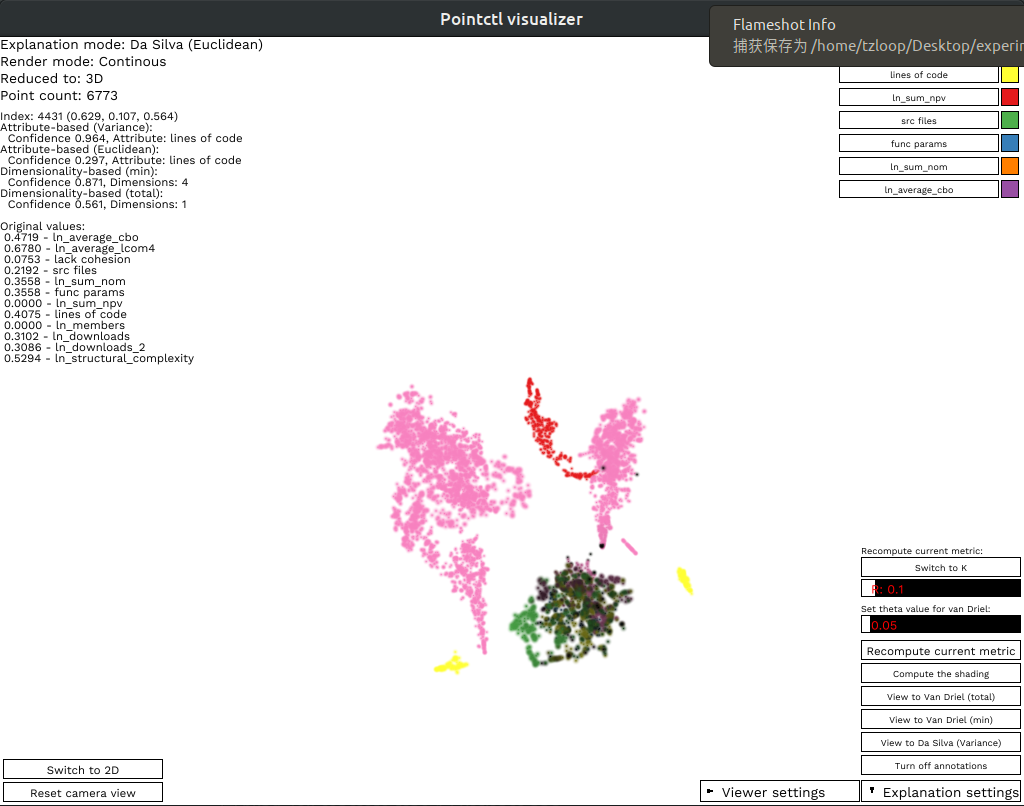 Pointctl visualizer
Flameshot Info
捕获保存为 /home/tzloop/Desktop/experin
Explanation mode: Da Silva (Euclidean)
Render mode: Continous
Reduced to: 3D
Point count: 6773
Index: 4431 (0.629, 0.107, 0.564)
Attribute-based (Variance):
Confidence 0.964, Attribute: lines of code
Attribute-based (Euclidean):
Confidence 0.297, Attribute: lines of code
Dimensionality-based (min):
Confidence 0.871, Dimensions: 4
Dimensionality-based (total):
Confidence 0.561, Dimensions: 1
Original values:
0.4719 - ln_average_cbo
0.6780 - ln_average_lcom4
0.0753 - lack cohesion
0.2192 - src files
0.3558 - ln_sum_nom
0.3558 - func params
0.0000 - ln_sum_npv
0.4075 - lines of code
0.0000 - ln_members
0.3102 - ln_downloads
0.3086 - ln_downloads_2
0.5294 - ln_structural_complexity
lines of code
ln_sum_npv
src files
func params
ln_sum_nom
ln_average_cbo
Recompute current metric:
Switch to K
R: 0.1
Set theta value for van Driel:
0.05
Recompute current metric
Compute the shading
View to Van Driel (total)
View to Van Driel (min)
View to Da Silva (Variance)
Turn off annotations
Switch to 2D
Reset camera view
Viewer settings
Explanation settings